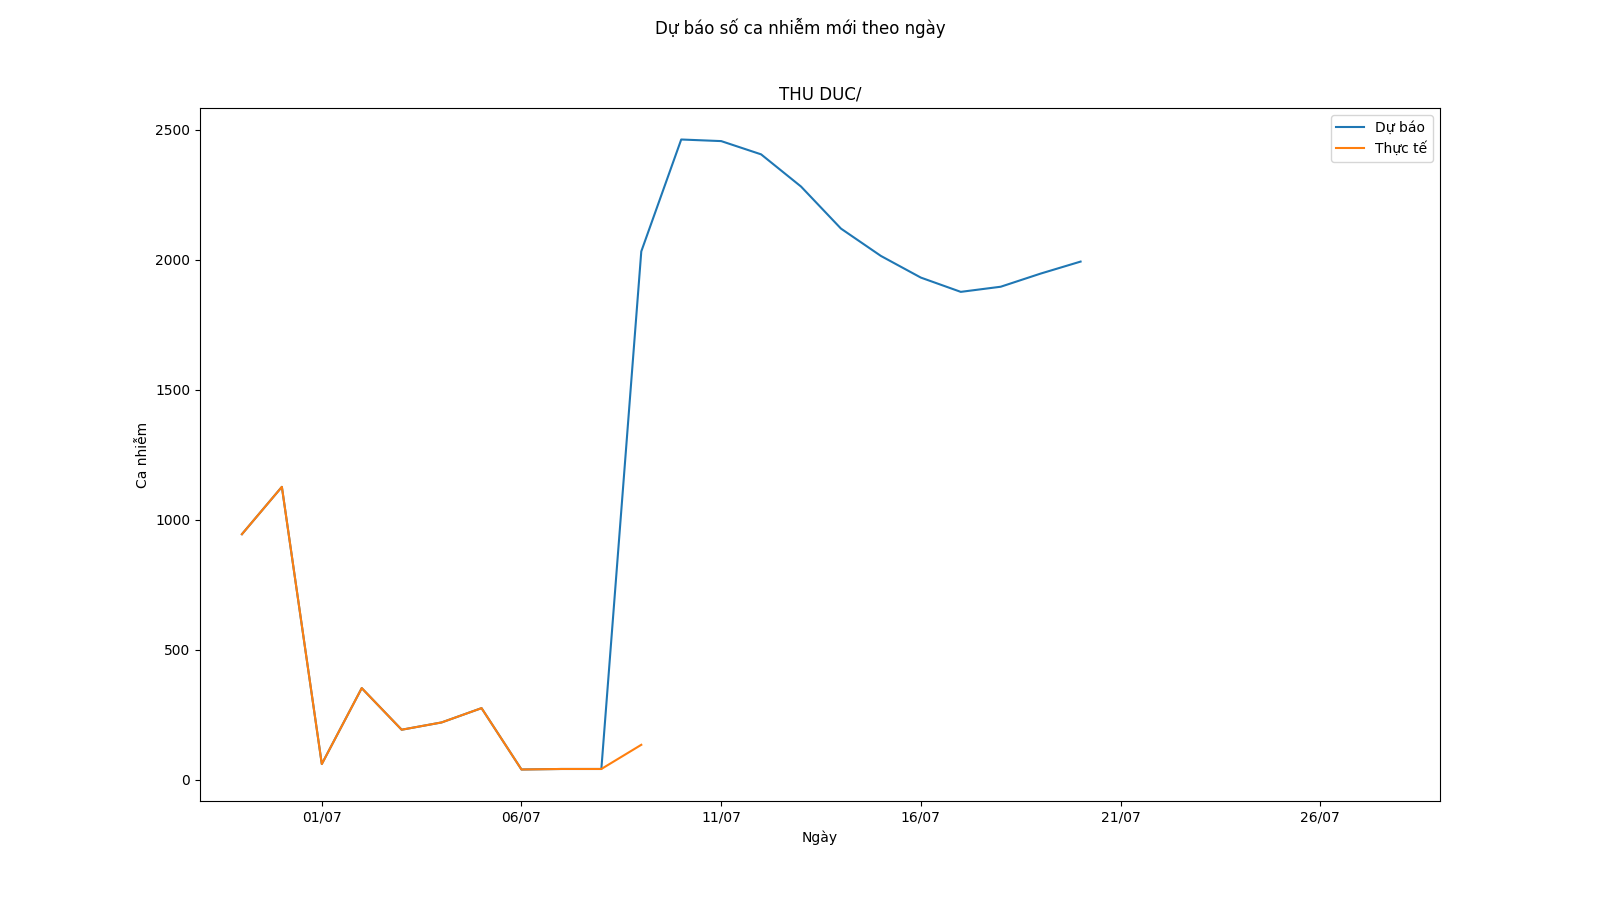 Dự báo số ca nhiễm mới theo ngày
THU DUC/
Dự báo
Thực tế
2500
2000
1500
1000
500
0
Ca nhiễm
01/07
06/07
11/07
16/07
21/07
26/07
Ngày